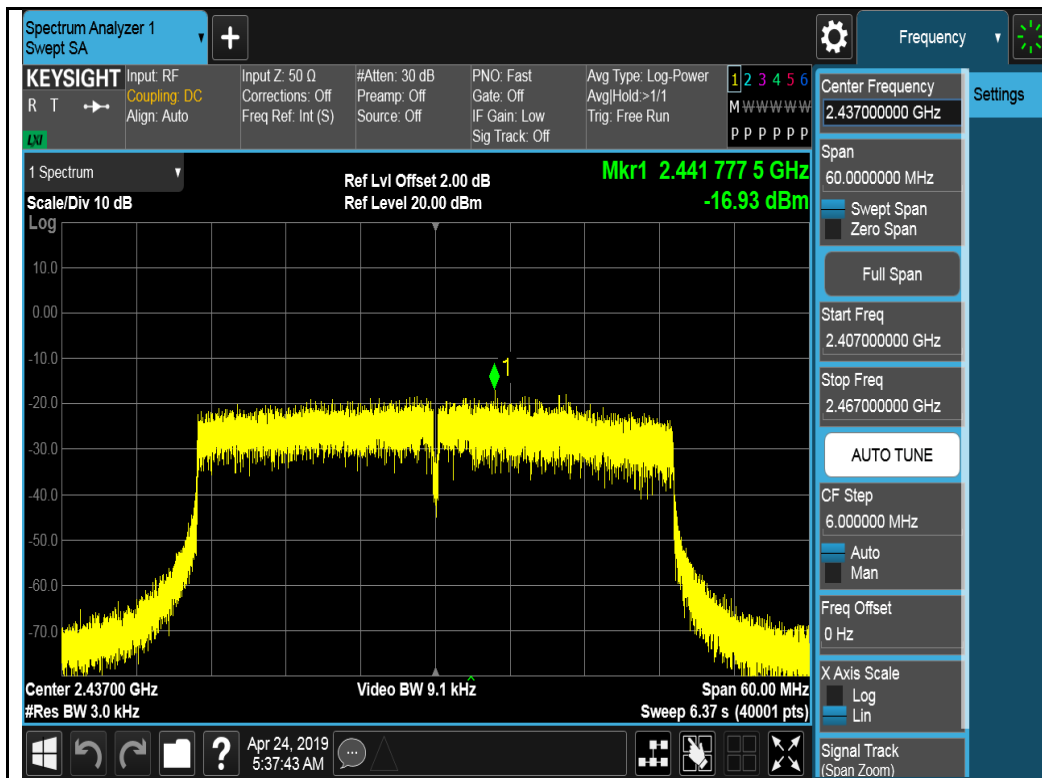 Spectrum Analyzer 1
Swept SA
Frequency
KEYSIGHT
R T
LXI
Input: RF
Coupling: DC
Align: Auto
Input Z: 50 Ω
Corrections: Off
Freq Ref: Int (S)
#Atten: 30 dB
Preamp: Off
Source: Off
PNO: Fast
Gate: Off
IF Gain: Low
Sig Track: Off
Avg Type: Log-Power
Avg|Hold:>1/1
Trig: Free Run
1 2 3 4 5 6
M W W W W W
P P P P P P
1 Spectrum
Scale/Div 10 dB
Log
Ref Lvl Offset 2.00 dB
Ref Level 20.00 dBm
Mkr1 2.441 777 5 GHz
-16.93 dBm
10.0
0.00
-10.0
-20.0
-30.0
-40.0
-50.0
-60.0
-70.0
1
Center 2.43700 GHz
#Res BW 3.0 kHz
Video BW 9.1 kHz
Span 60.00 MHz
Sweep 6.37 s (40001 pts)
Center Frequency
2.437000000 GHz
Span
60.0000000 MHz
Swept Span
Zero Span
Full Span
Start Freq
2.407000000 GHz
Stop Freq
2.467000000 GHz
AUTO TUNE
CF Step
6.000000 MHz
Auto
Man
Freq Offset
0 Hz
X Axis Scale
Log
Lin
Signal Track
(Span Zoom)
Settings
?
Apr 24, 2019
5:37:43 AM